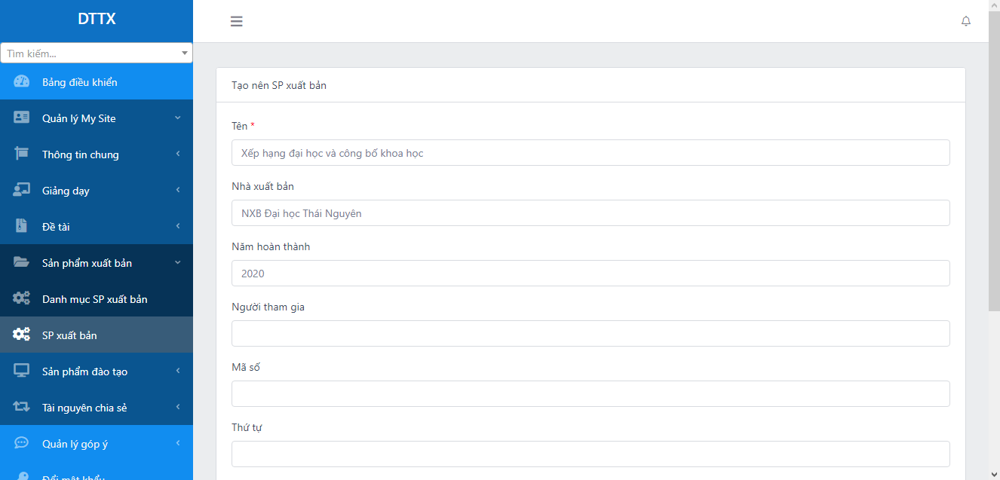 DTTX
Tìm kiếm...
Bảng điều khiển
Quản lý My Site
Thông tin chung
Giảng dạy
Đề tài
Sản phẩm xuất bản
Danh mục SP xuất bản
SP xuất bản
Sản phẩm đào tạo
Tài nguyên chia sẻ
Quản lý góp ý
Đổi mật khẩu
Tạo nên SP xuất bản
Tên *
Xếp hạng đại học và công bố khoa học
Nhà xuất bản
NXB Đại học Thái Nguyên
Năm hoàn thành
2020
Người tham gia
Mã số
Thứ tự